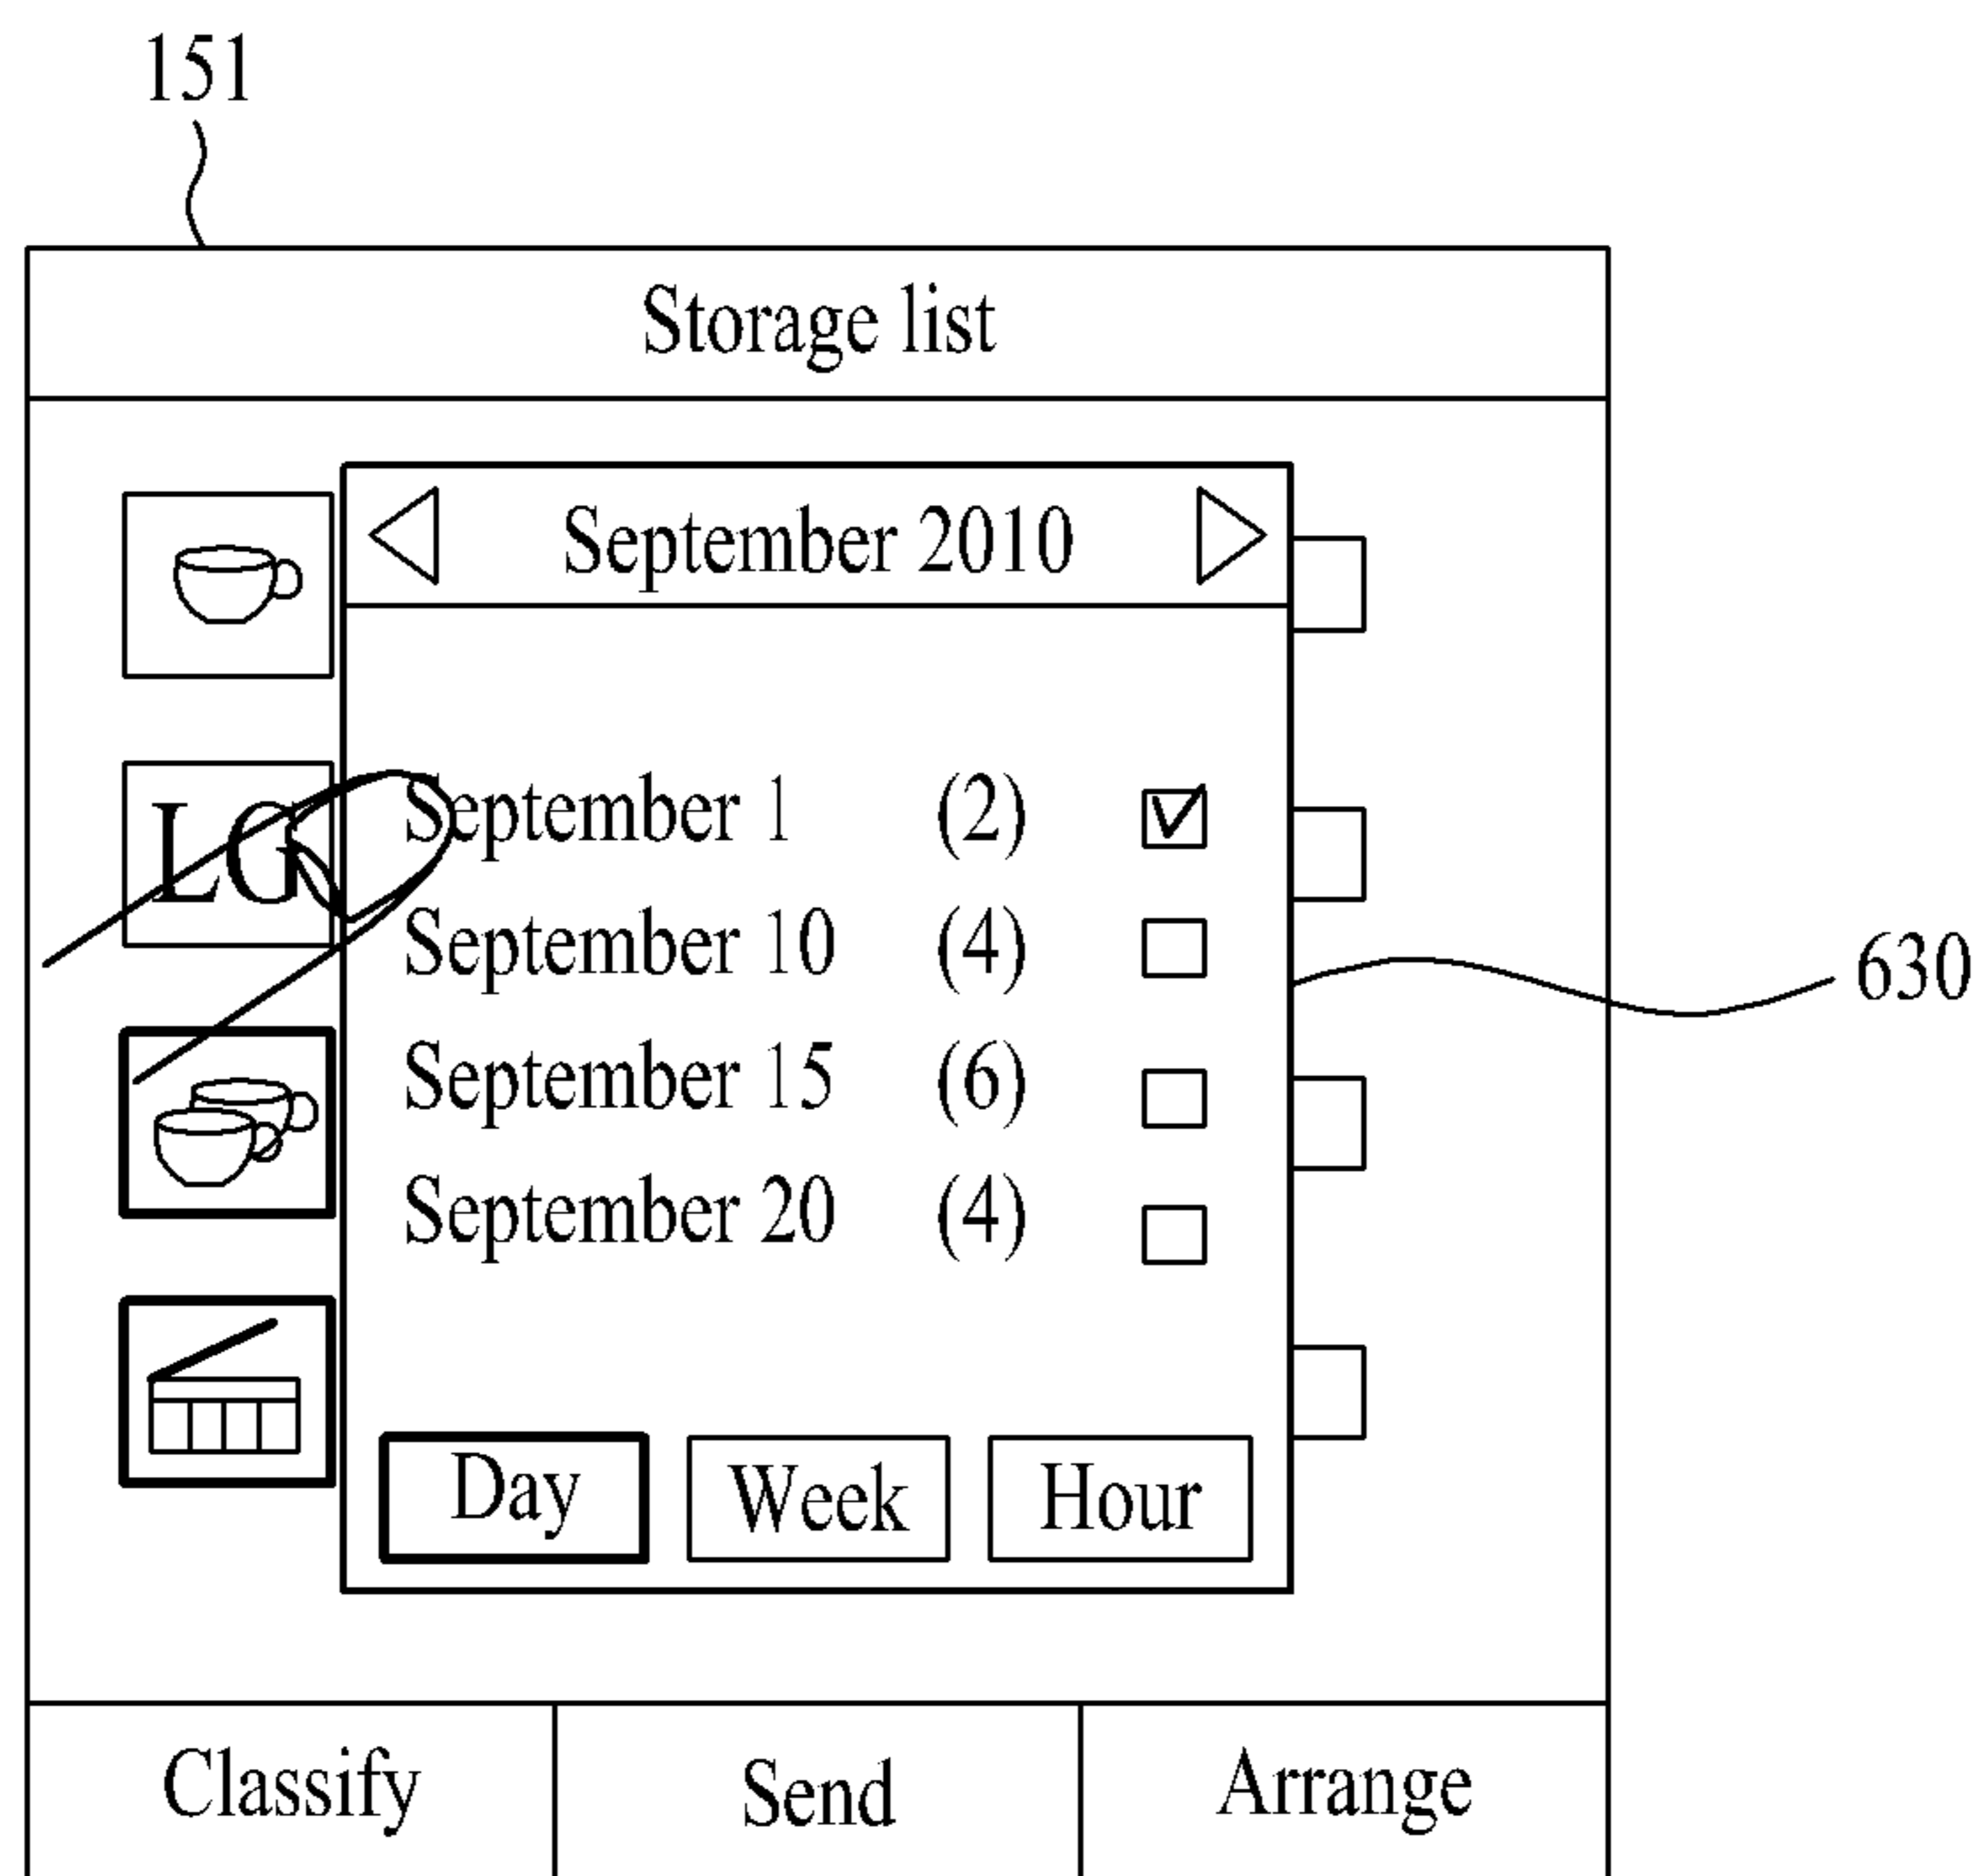 151
Storage list
September 2010
LG
September 1 (2)
September 10 (4)
630
September 15 (6)
September 20 (4)
Day Week Hour
Classify Send Arrange